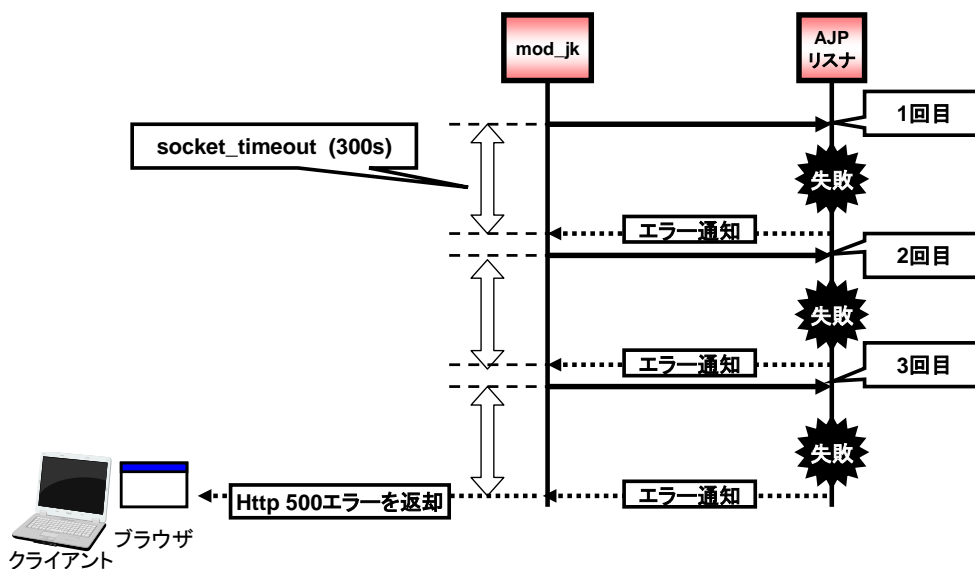 mod_jk
AJP
リスナ
1回目
socket_timeout (300s)
失敗
エラー通知
2回目
失敗
エラー通知
3回目
失敗
エラー通知
Http 500エラーを返却
ブラウザ
クライアント